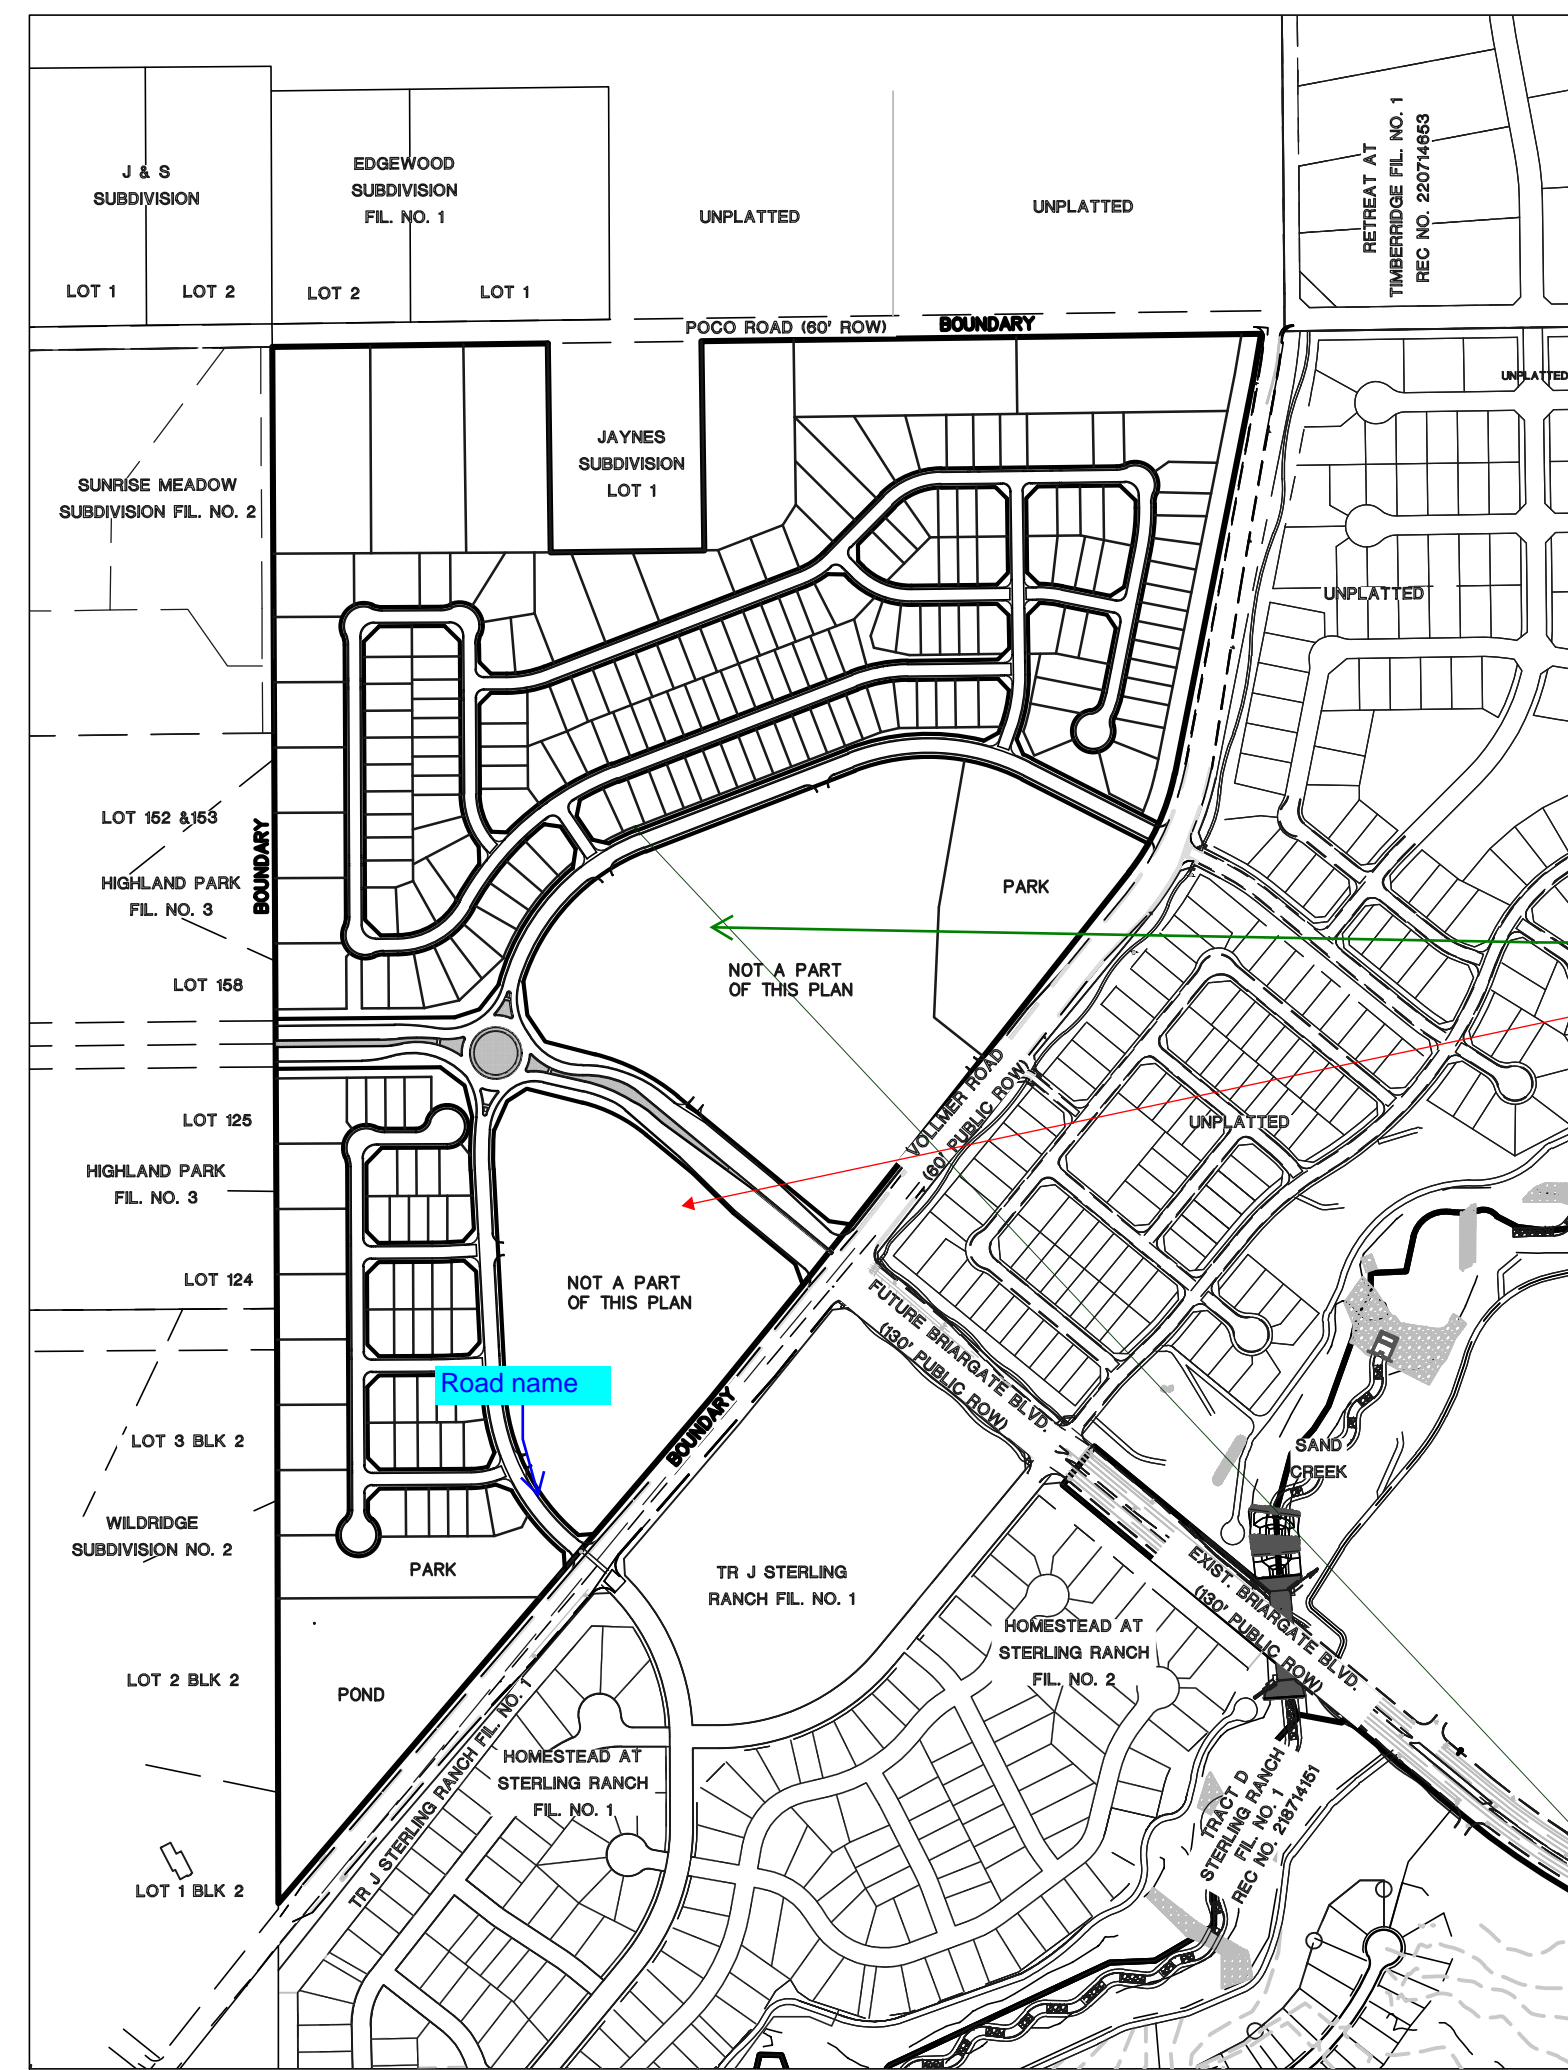 J & S
SUBDIVISION
EDGEWOOD
SUBDIVISION
FIL. NO. 1
UNPLATTED
UNPLATTED
RETREAT AT
TIMBERRIDGE FIL. NO. 1
REC NO. 220714653
LOT 1
LOT 2
LOT 2
LOT 1
POCO ROAD (60' ROW)
BOUNDARY
UNPLATTED
JAYNES
SUBDIVISION
LOT 1
SUNRISE MEADOW
SUBDIVISION FIL. NO. 2
UNPLATTED
LOT 152 &153
BOUNDARY
HIGHLAND PARK
FIL. NO. 3
PARK
NOT A PART
OF THIS PLAN
LOT 158
VOLLMER ROAD
(60' PUBLIC ROW)
LOT 125
UNPLATTED
HIGHLAND PARK
FIL. NO. 3
LOT 124
NOT A PART
OF THIS PLAN
FUTURE BRIARGATE BLVD.
(130' PUBLIC ROW)
Road name
BOUNDARY
LOT 3 BLK 2
SAND
CREEK
WILDRIDGE
SUBDIVISION NO. 2
PARK
TR J STERLING
RANCH FIL. NO. 1
EXIST. BRIARGATE BLVD.
(130' PUBLIC ROW)
HOMESTEAD AT
STERLING RANCH
FIL. NO. 2
LOT 2 BLK 2
POND
TR J STERLING RANCH FIL. NO. 1
HOMESTEAD AT
STERLING RANCH
FIL. NO. 1
TRACT D
STERLING RANCH
FIL. NO. 1
REC NO. 218714151
LOT 1 BLK 2